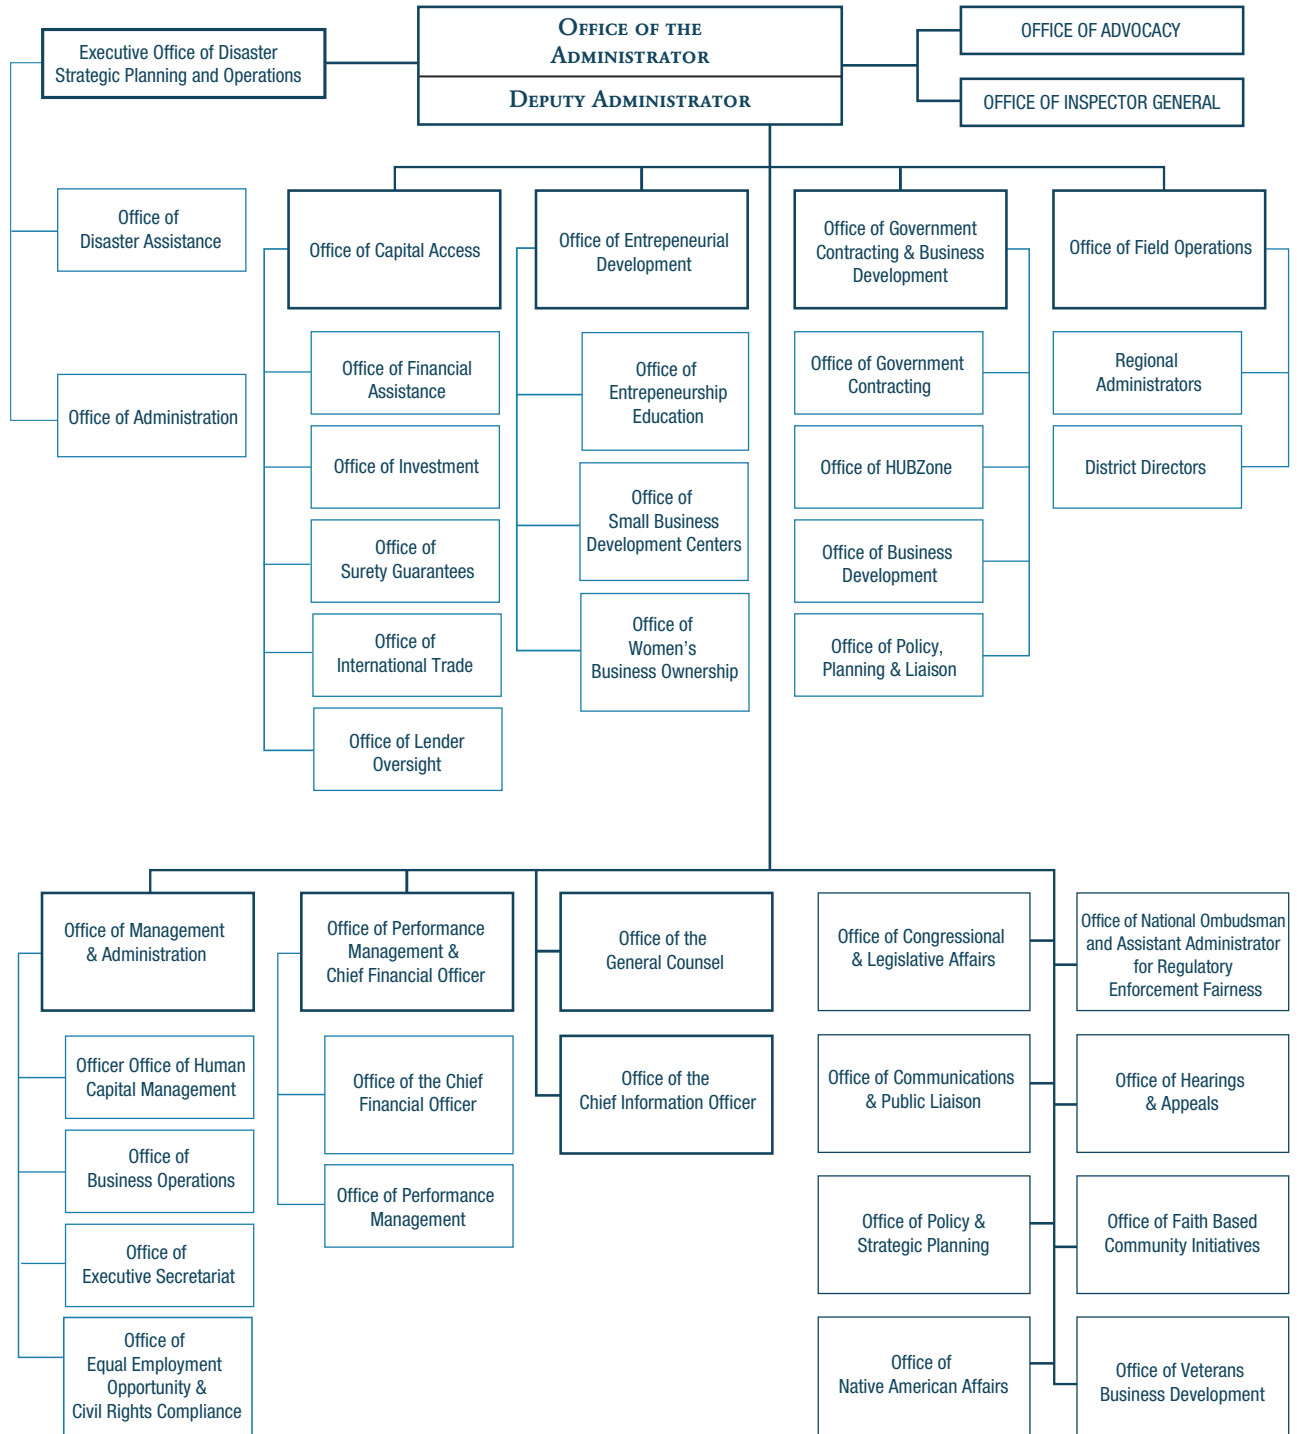 Executive Office of Disaster
Strategic Planning and Operations
OFFICE OF THE
ADMINISTRATOR
DEPUTY ADMINISTRATOR
OFFICE OF ADVOCACY
OFFICE OF INSPECTOR GENERAL
Office of
Disaster Assistance
Office of Administration
Office of Capital Access
Office of Financial
Assistance
Office of Investment
Office of
Surety Guarantees
Office of
International Trade
Office of Lender
Oversight
Office of Entrepeneurial
Development
Office of
Entrepeneurship
Education
Office of
Small Business
Development Centers
Office of
Women's
Business Ownership
Office of Government
Contracting & Business
Development
Office of Government
Contracting
Office of HUBZone
Office of Business
Development
Office of Policy,
Planning & Liaison
Office of Field Operations
Regional
Administrators
District Directors
Office of Management
& Administration
Officer Office of Human
Capital Management
Office of
Business Operations
Office of
Executive Secretariat
Office of
Equal Employment
Opportunity &
Civil Rights Compliance
Office of Performance
Management &
Chief Financial Officer
Office of the Chief
Financial Officer
Office of Performance
Management
Office of the
General Counsel
Office of the
Chief Information Officer
Office of Congressional
& Legislative Affairs
Office of Communications
& Public Liaison
Office of Policy &
Strategic Planning
Office of
Native American Affairs
Office of National Ombudsman
and Assistant Administrator
for Regulatory
Enforcement Fairness
Office of Hearings
& Appeals
Office of Faith Based
Community Initiatives
Office of Veterans
Business Development